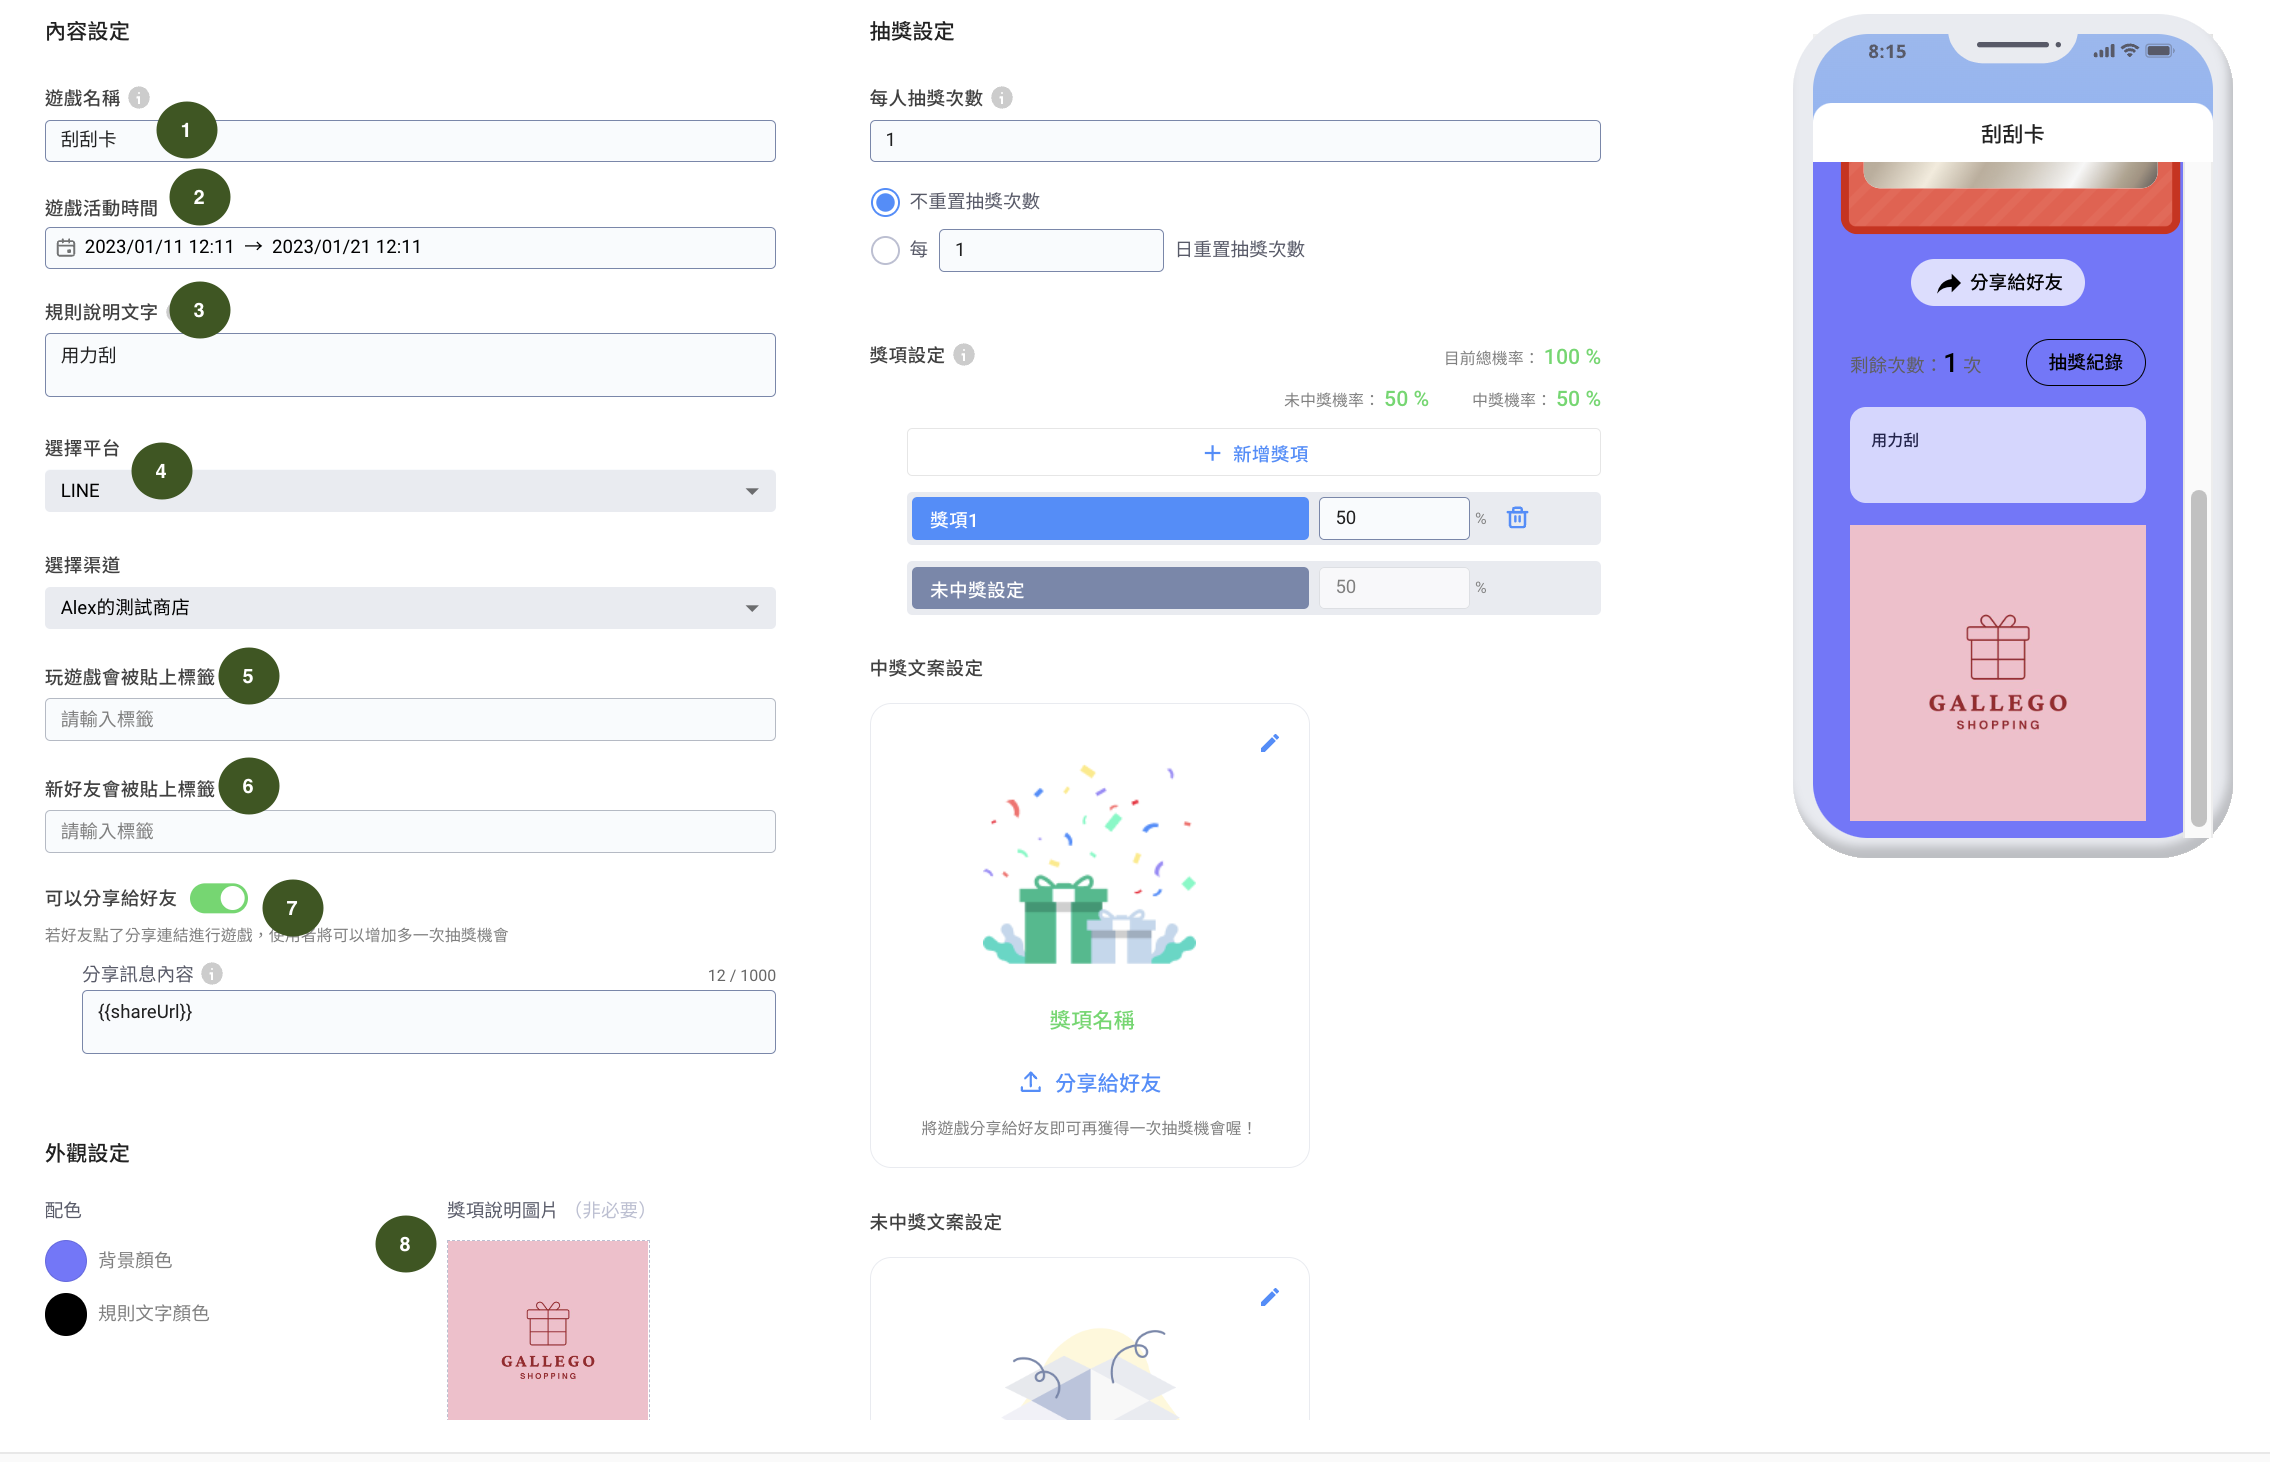 內容設定
遊戲名稱
1
刮刮卡
遊戲活動時間
2
2023/01/11 12:11 → 2023/01/21 12:11
規則說明文字
3
用力刮
選擇平台
4
LINE
選擇渠道
Alex的測試商店
玩遊戲會被貼上標籤
5
請輸入標籤
新好友會被貼上標籤
6
請輸入標籤
可以分享給好友
7
若好友點了分享連結進行遊戲，使用者將可以增加多一次抽獎機會
分享訊息內容
12 / 1000
{{shareUrl}}
外觀設定
配色
背景顏色
規則文字顏色
獎項說明圖片 （非必要）
8
GALLEGO
SHOPPING
抽獎設定
每人抽獎次數
1
不重置抽獎次數
每 1 日重置抽獎次數
獎項設定
目前總機率： 100 %
未中獎機率： 50 % 中獎機率： 50 %
+ 新增獎項
獎項1 50 %
未中獎設定 50 %
中獎文案設定
獎項名稱
分享給好友
將遊戲分享給好友即可再獲得一次抽獎機會喔！
未中獎文案設定
8:15
刮刮卡
分享給好友
剩餘次數：1 次 抽獎紀錄
用力刮
GALLEGO
SHOPPING